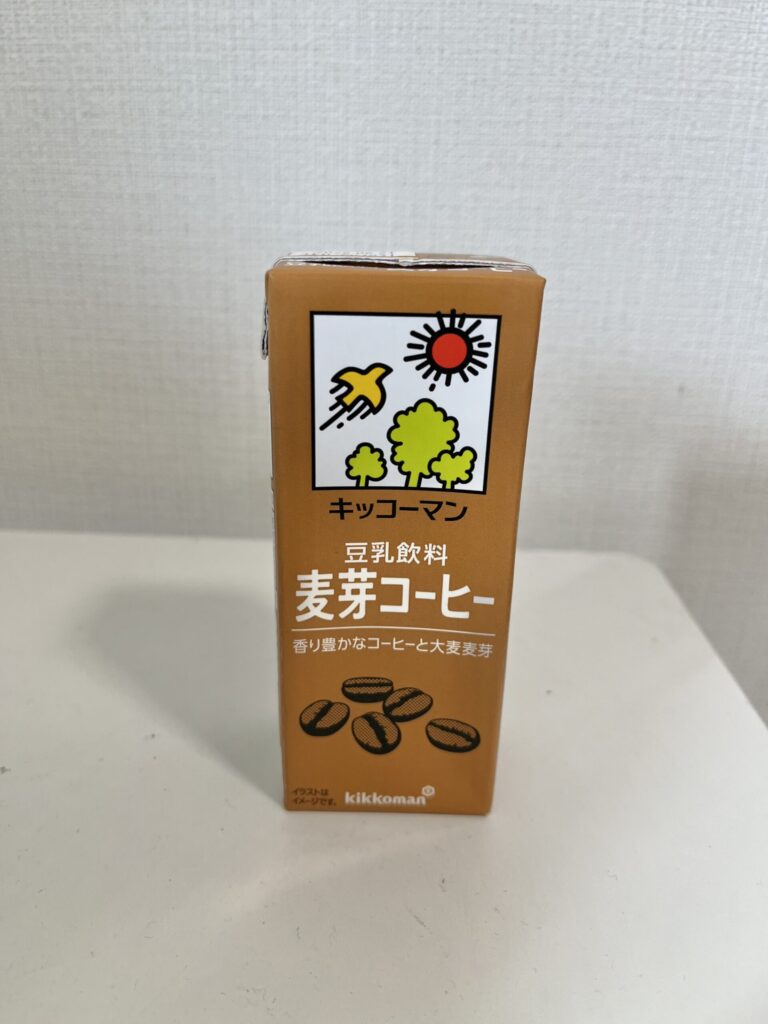 キッコーマン
豆乳飲料
麦芽コーヒー
香り豊かなコーヒーと大麦麦芽
イラストは
イメージです。
kikkoman